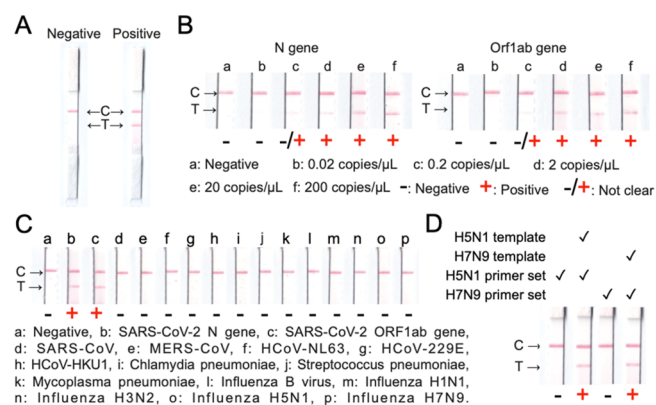 A
Negative Positive
←C→
←T→
B
N gene Orf1ab gene
a b c d e f a b c d e f
C →
T →
- - -/+ + + + - - -/+ + + +
a: Negative b: 0.02 copies/μL c: 0.2 copies/μL d: 2 copies/μL
e: 20 copies/μL f: 200 copies/μL -: Negative +: Positive -/+: Not clear
C
a b c d e f g h i j k l m n o p
C →
T →
- + + - - - - - - - - - - - - -
a: Negative, b: SARS-CoV-2 N gene, c: SARS-CoV-2 ORF1ab gene,
d: SARS-CoV, e: MERS-CoV, f: HCoV-NL63, g: HCoV-229E,
h: HCoV-HKU1, i: Chlamydia pneumoniae, j: Streptococcus pneumoniae,
k: Mycoplasma pneumoniae, l: Influenza B virus, m: Influenza H1N1,
n: Influenza H3N2, o: Influenza H5N1, p: Influenza H7N9.
D
H5N1 template ✓
H7N9 template ✓
H5N1 primer set ✓ ✓
H7N9 primer set ✓ ✓
C →
T →
- + - +